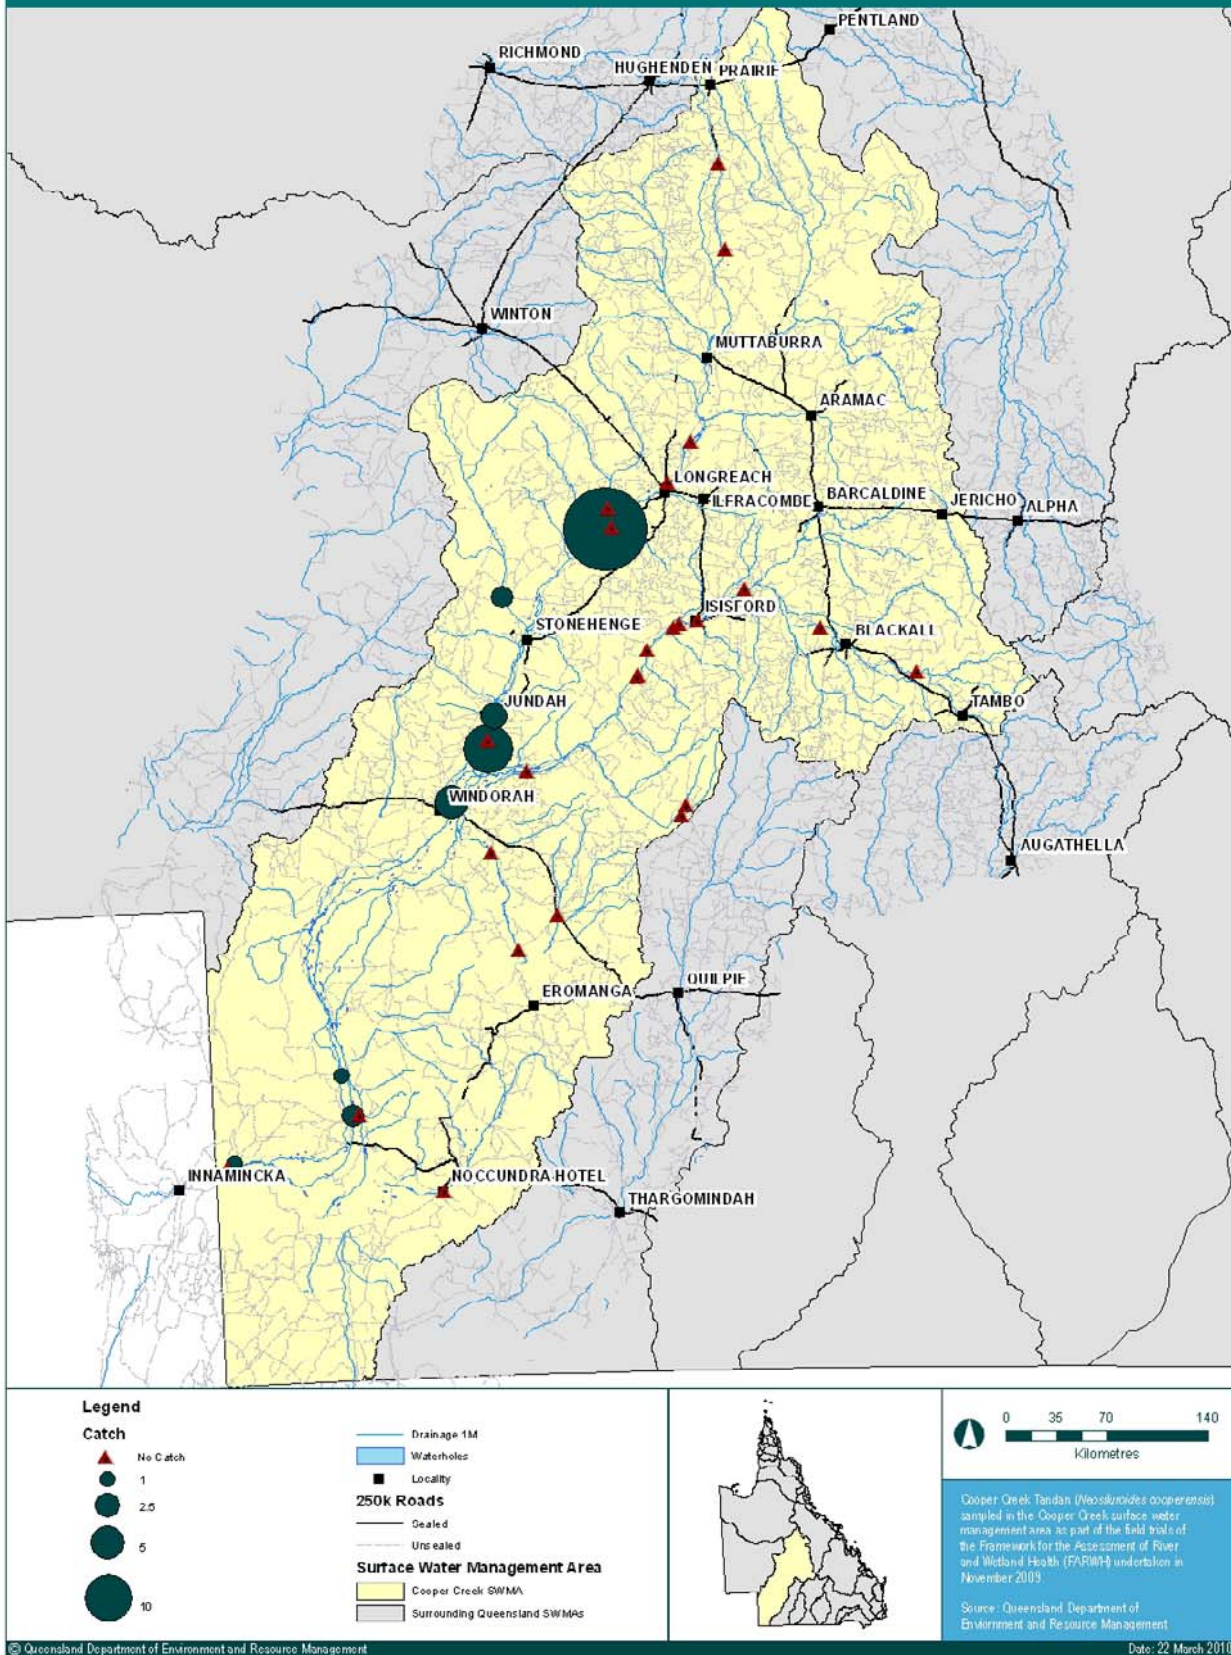 PENTLAND
RICHMOND
HUGHENDEN
PRAIRIE
WINTON
MUTTABURRA
ARAMAC
LONGREACH
ILFRACOMBE
BARCALDINE
JERICHO
ALPHA
ISISFORD
STONEHENGE
BLACKALL
JUNDAH
TAMBO
WINDORAH
AUGATHELLA
QUILPIE
EROMANGA
INNAMINCKA
NOCCUNDRA HOTEL
THARGOMINDAH
Legend
Catch
No Catch
1
2.5
5
10
Drainage 1M
Waterholes
Locality
250k Roads
Sealed
Unsealed
Surface Water Management Area
Cooper Creek SWMA
Surrounding Queensland SWMAs
0 35 70 140
Kilometres
Cooper Creek Tandan (Neosiluroides cooperensis)
sampled in the Cooper Creek surface water
management area as part of the field trials of
the Framework for the Assessment of River
and Wetland Health (FARWH) undertaken in
November 2009.
Source: Queensland Department of
Enviornment and Resource Management
© Queensland Department of Environment and Resource Management
Date: 22 March 2010